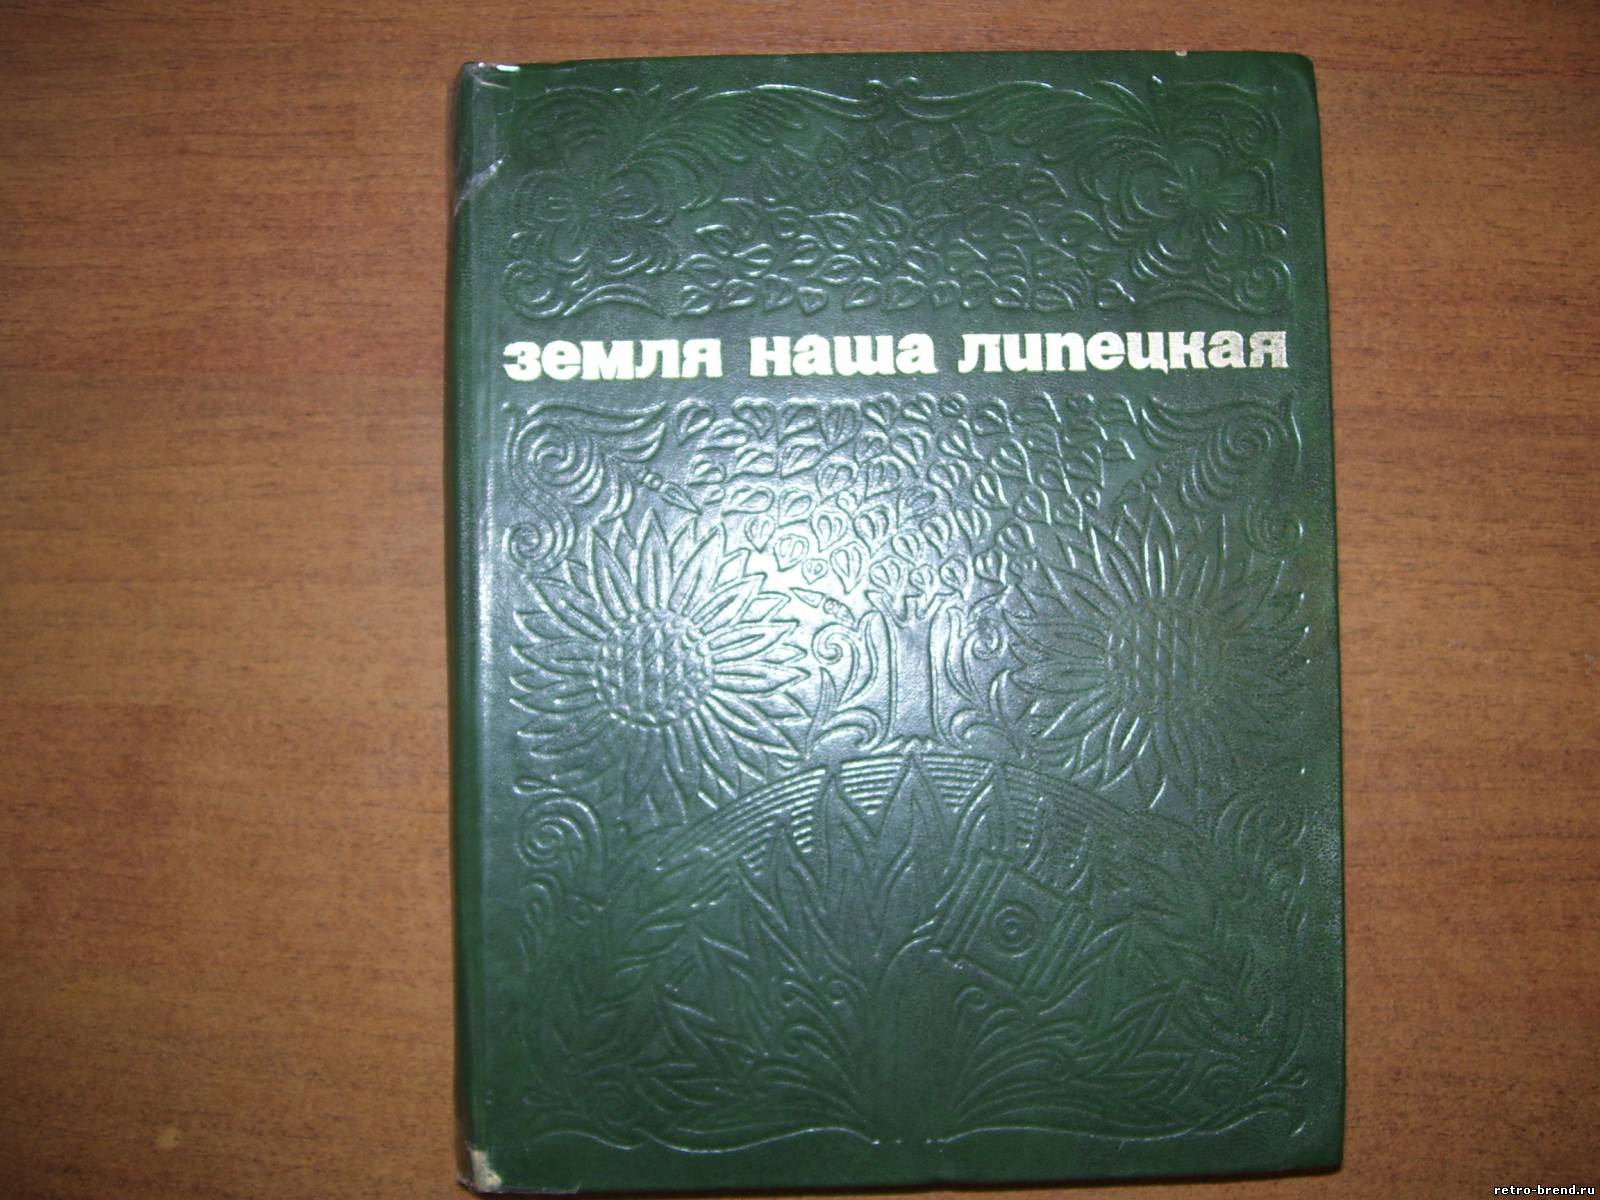 земля наша липецкая
retro-brend.ru